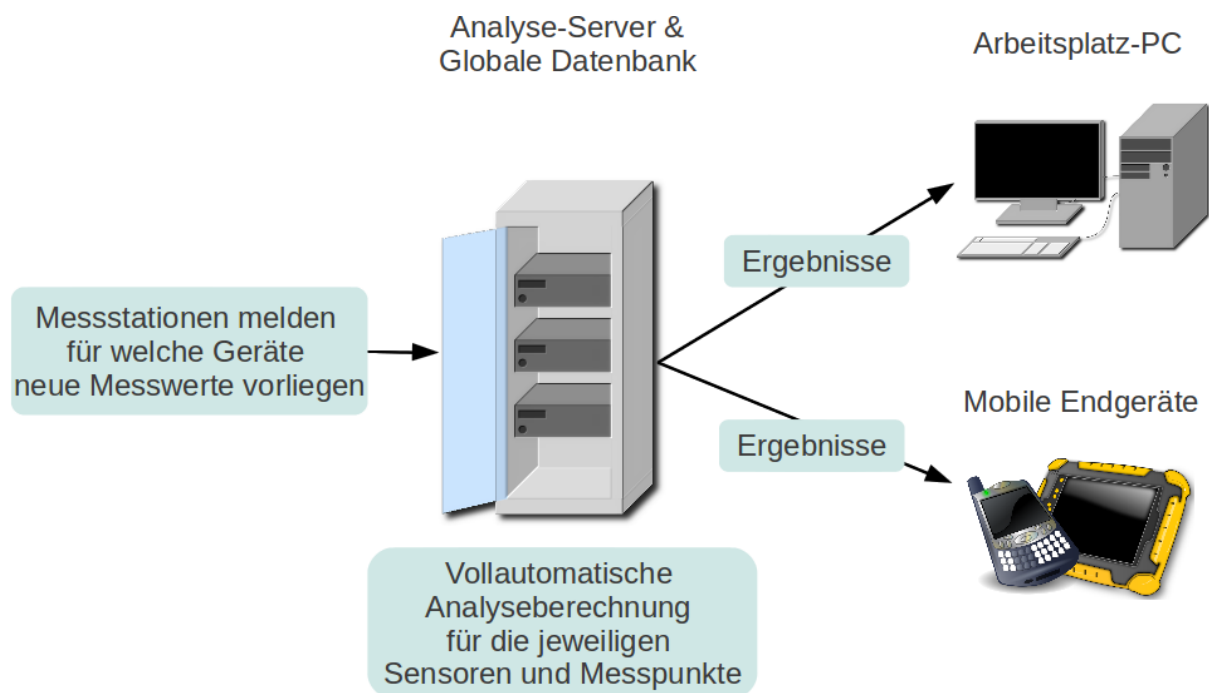 Analyse-Server &
Globale Datenbank
Arbeitsplatz-PC
Messstationen melden
für welche Geräte
neue Messwerte vorliegen
Ergebnisse
Ergebnisse
Mobile Endgeräte
Vollautomatische
Analyseberechnung
für die jeweiligen
Sensoren und Messpunkte